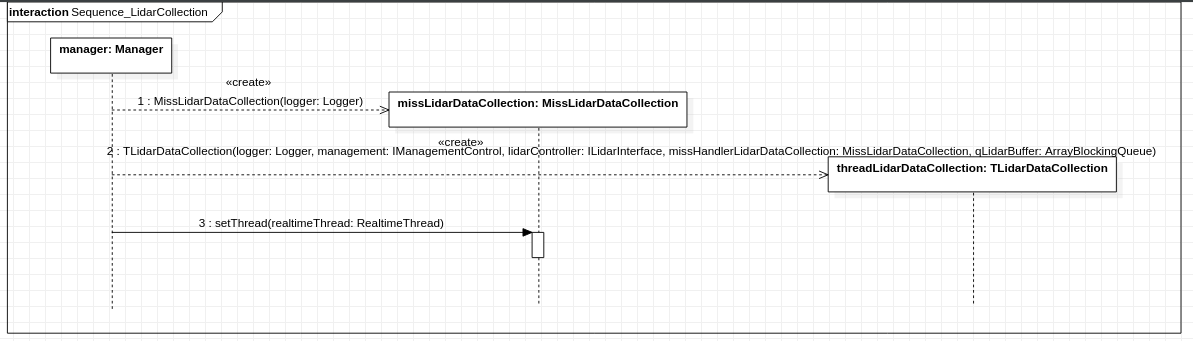 interaction Sequence_LidarCollection
manager: Manager
«create»
1 : MissLidarDataCollection(logger: Logger)
missLidarDataCollection: MissLidarDataCollection
«create»
2 : TLidarDataCollection(logger: Logger, management: IManagementControl, lidarController: ILidarInterface, missHandlerLidarDataCollection: MissLidarDataCollection, qLidarBuffer: ArrayBlockingQueue)
threadLidarDataCollection: TLidarDataCollection
3 : setThread(realtimeThread: RealtimeThread)